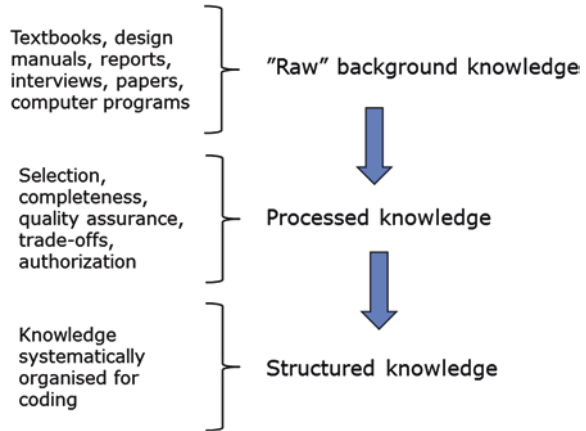 Textbooks, design
manuals, reports,
interviews, papers,
computer programs
”Raw” background knowledge
Selection,
completeness,
quality assurance,
trade-offs,
authorization
Processed knowledge
Knowledge
systematically
organised for
coding
Structured knowledge